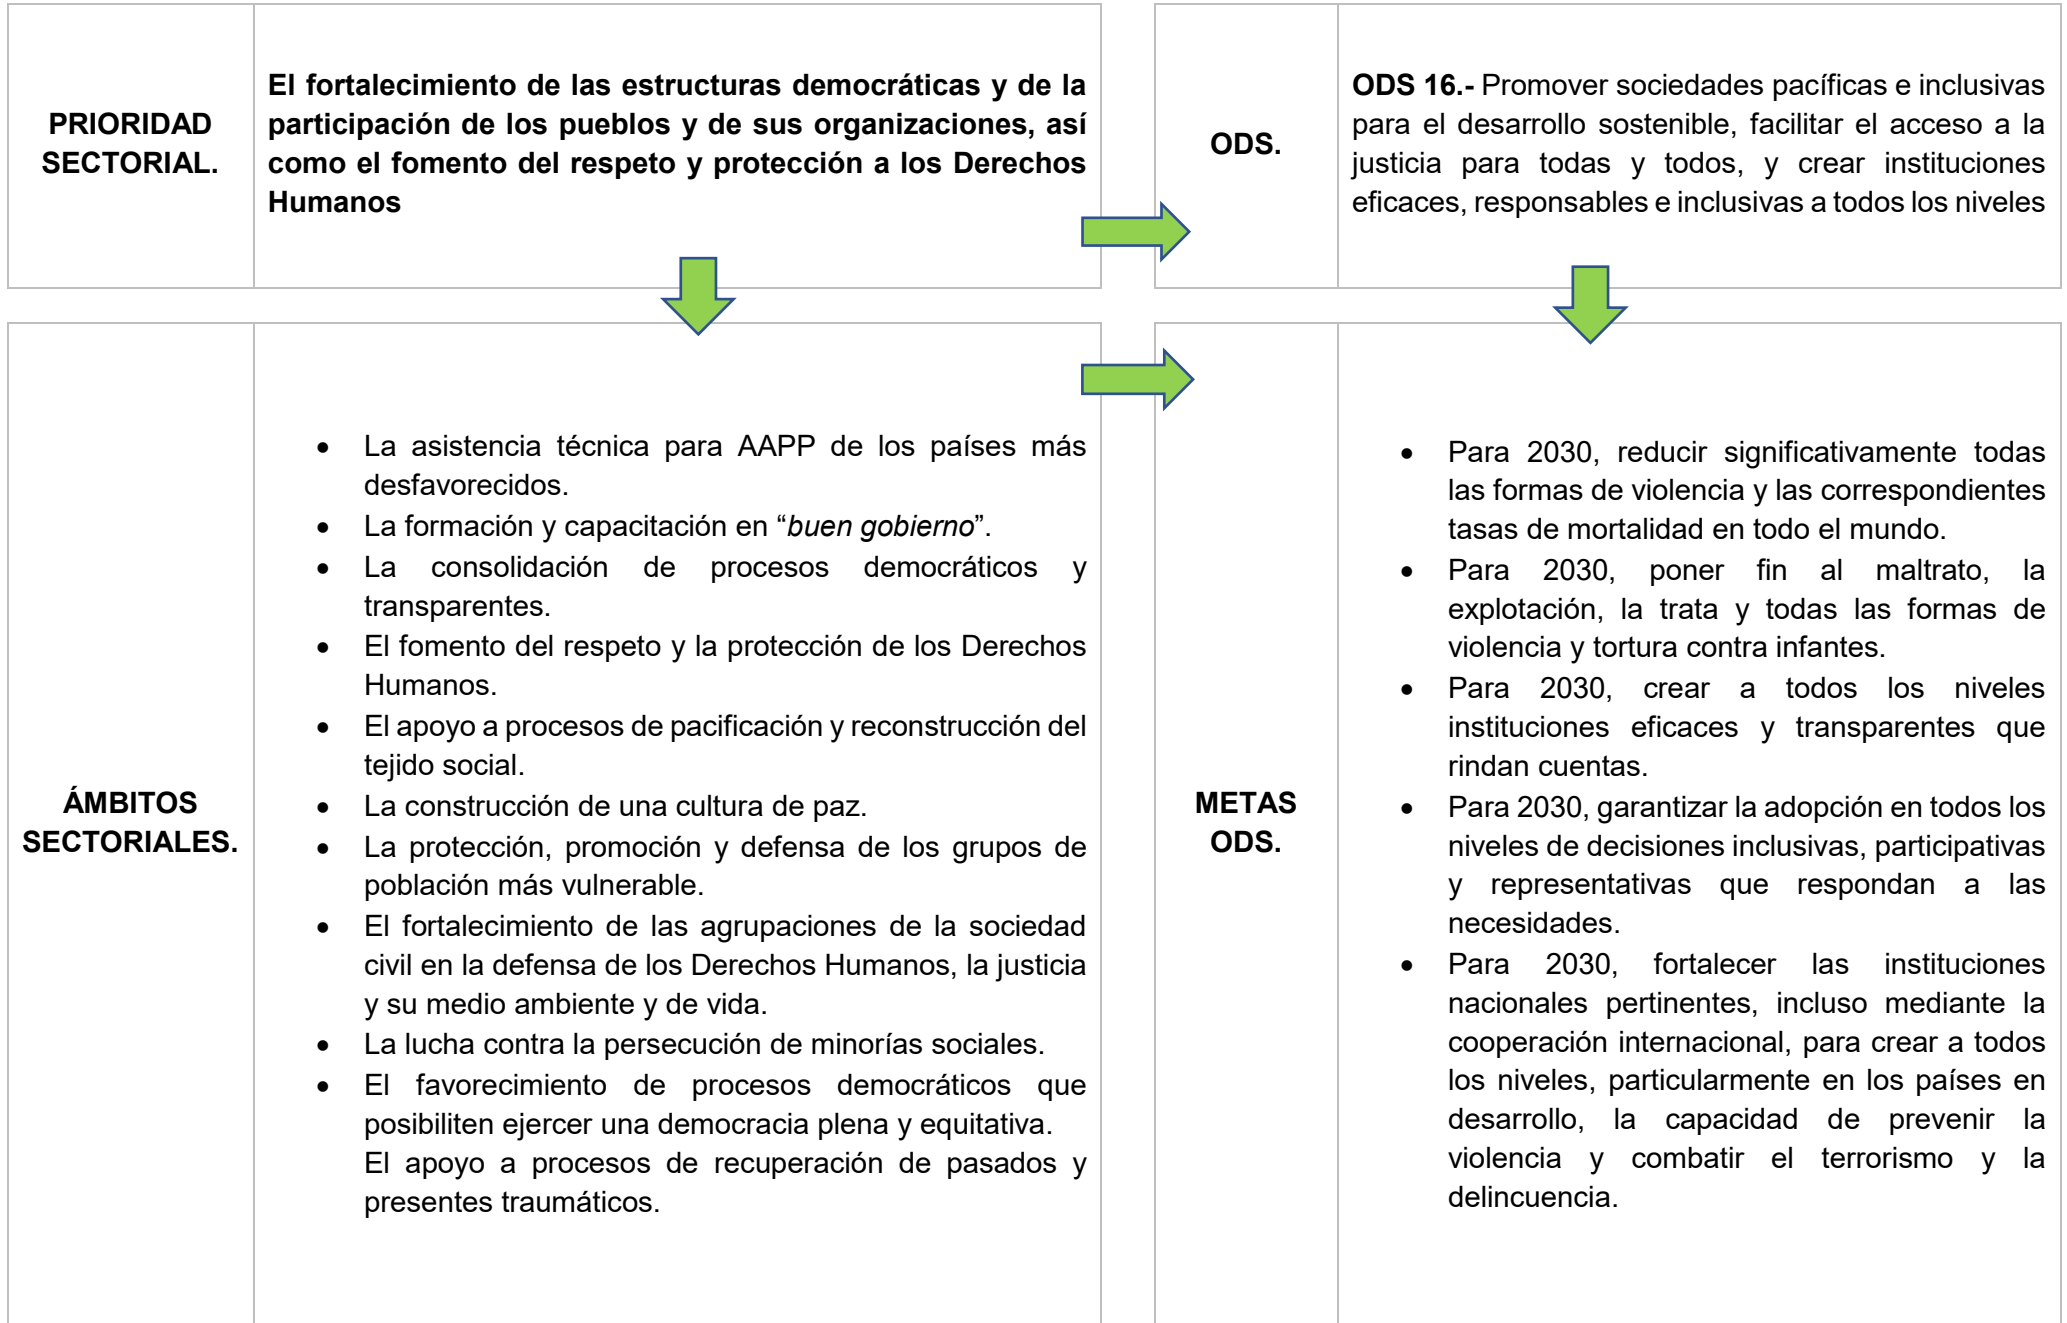 PRIORIDAD
SECTORIAL.
El fortalecimiento de las estructuras democráticas y de la
participación de los pueblos y de sus organizaciones, así
como el fomento del respeto y protección a los Derechos
Humanos
ODS.
ODS 16.- Promover sociedades pacíficas e inclusivas
para el desarrollo sostenible, facilitar el acceso a la
justicia para todas y todos, y crear instituciones
eficaces, responsables e inclusivas a todos los niveles
ÁMBITOS
SECTORIALES.
• La asistencia técnica para AAPP de los países más
desfavorecidos.
• La formación y capacitación en “buen gobierno”.
• La consolidación de procesos democráticos y
transparentes.
• El fomento del respeto y la protección de los Derechos
Humanos.
• El apoyo a procesos de pacificación y reconstrucción del
tejido social.
• La construcción de una cultura de paz.
• La protección, promoción y defensa de los grupos de
población más vulnerable.
• El fortalecimiento de las agrupaciones de la sociedad
civil en la defensa de los Derechos Humanos, la justicia
y su medio ambiente y de vida.
• La lucha contra la persecución de minorías sociales.
• El favorecimiento de procesos democráticos que
posibiliten ejercer una democracia plena y equitativa.
El apoyo a procesos de recuperación de pasados y
presentes traumáticos.
METAS
ODS.
• Para 2030, reducir significativamente todas
las formas de violencia y las correspondientes
tasas de mortalidad en todo el mundo.
• Para 2030, poner fin al maltrato, la
explotación, la trata y todas las formas de
violencia y tortura contra infantes.
• Para 2030, crear a todos los niveles
instituciones eficaces y transparentes que
rindan cuentas.
• Para 2030, garantizar la adopción en todos los
niveles de decisiones inclusivas, participativas
y representativas que respondan a las
necesidades.
• Para 2030, fortalecer las instituciones
nacionales pertinentes, incluso mediante la
cooperación internacional, para crear a todos
los niveles, particularmente en los países en
desarrollo, la capacidad de prevenir la
violencia y combatir el terrorismo y la
delincuencia.